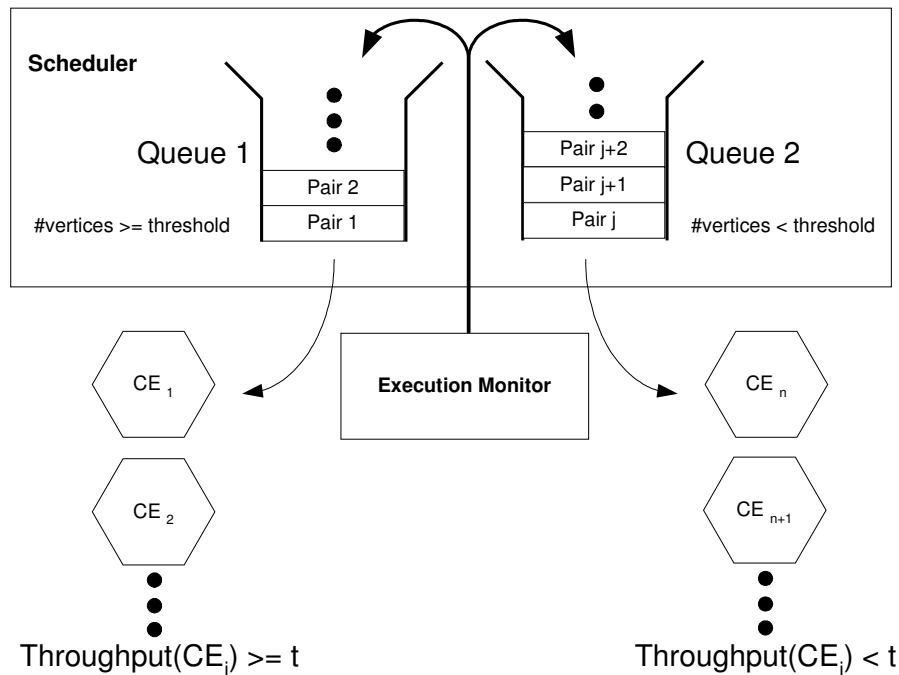 Scheduler
Queue 1
Pair 2
Pair 1
#vertices >= threshold
Pair j+2
Pair j+1
Pair j
Queue 2
#vertices < threshold
Execution Monitor
CE 1
CE 2
Throughput(CEi) >= t
CE n
CE n+1
Throughput(CEi) < t